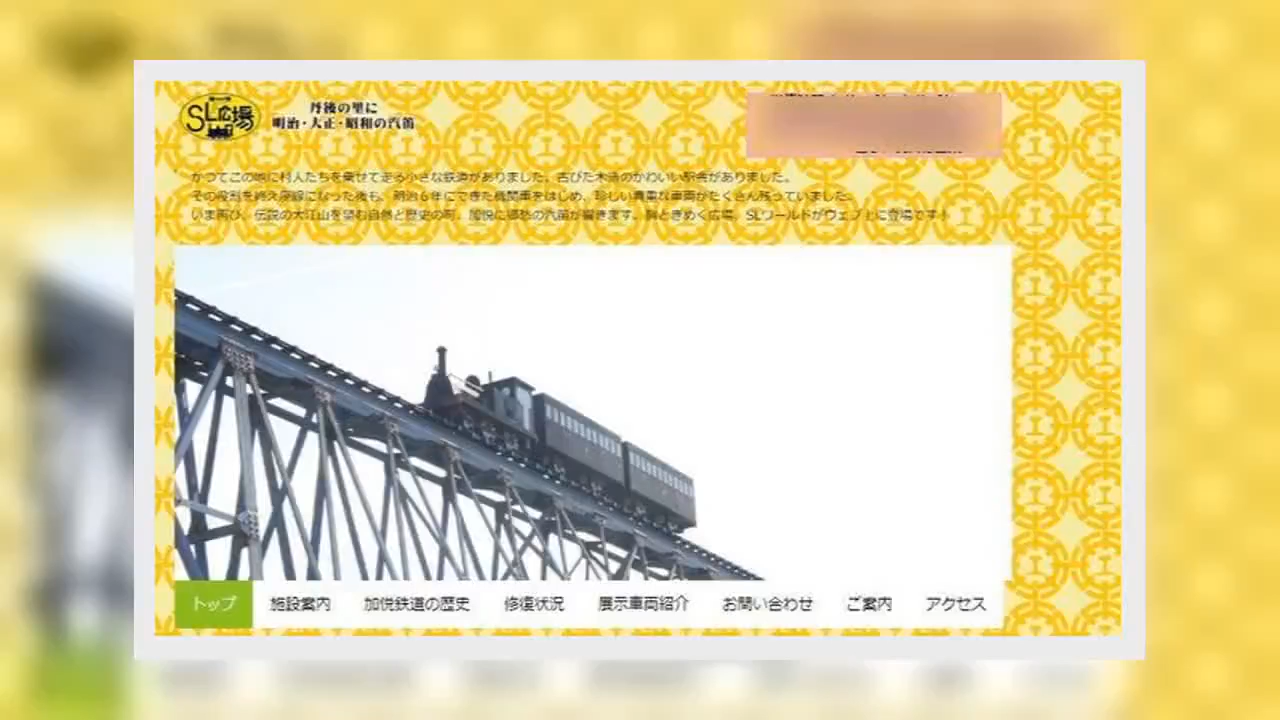 SL広場
丹後の里に
明治・大正・昭和の汽笛
かつてこの地に村人たちを乗せて走る小さな鉄道がありました。古びた木造のかわいい駅舎がありました。
その役割を終え廃線になった後も、明治6年にできた機関車をはじめ、珍しい貴重な車両がたくさん残っていました。
いま再び、伝説の大江山を望む自然と歴史の町、加悦に郷愁の汽笛が響きます。胸ときめく広場、SLワールドがウェブ上に登場です！
トップ 施設案内 加悦鉄道の歴史 修復状況 展示車両紹介 お問い合わせ ご案内 アクセス